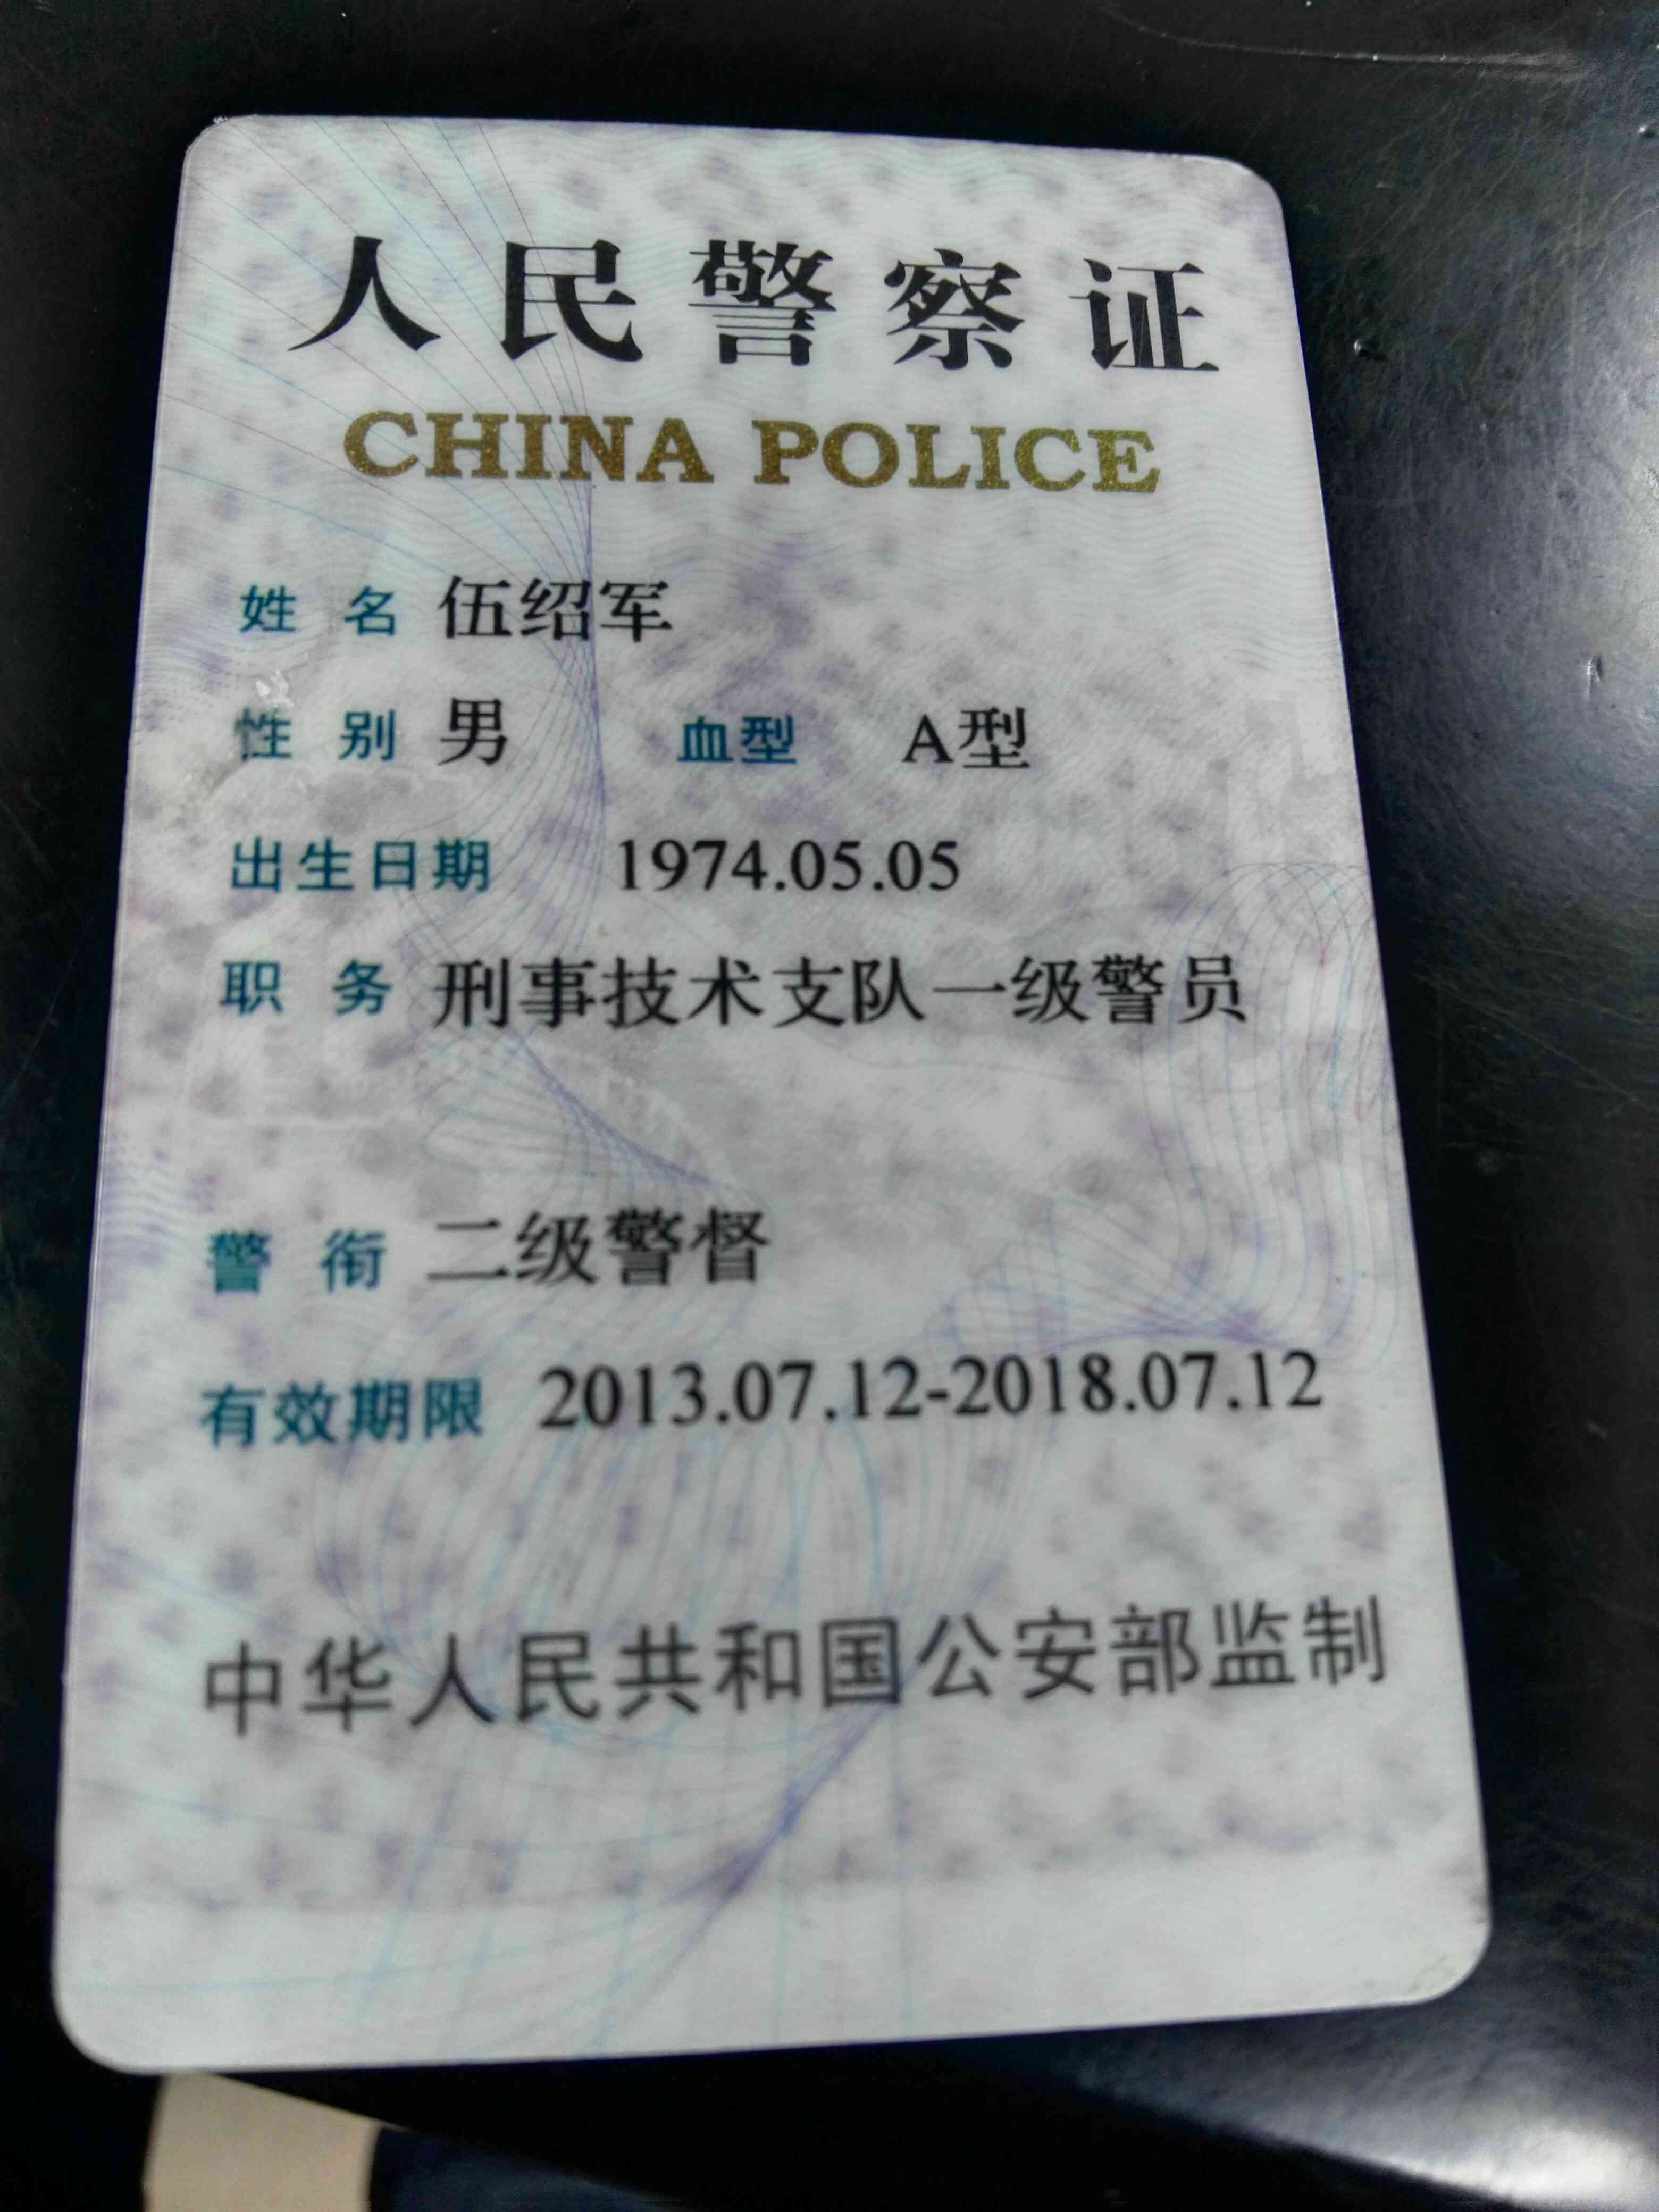 人民警察证
CHINA POLICE
姓 名 伍绍军
性 别 男 血型 A型
出生日期 1974.05.05
职 务 刑事技术支队一级警员
警 衔 二级警督
有效期限 2013.07.12-2018.07.12
中华人民共和国公安部监制